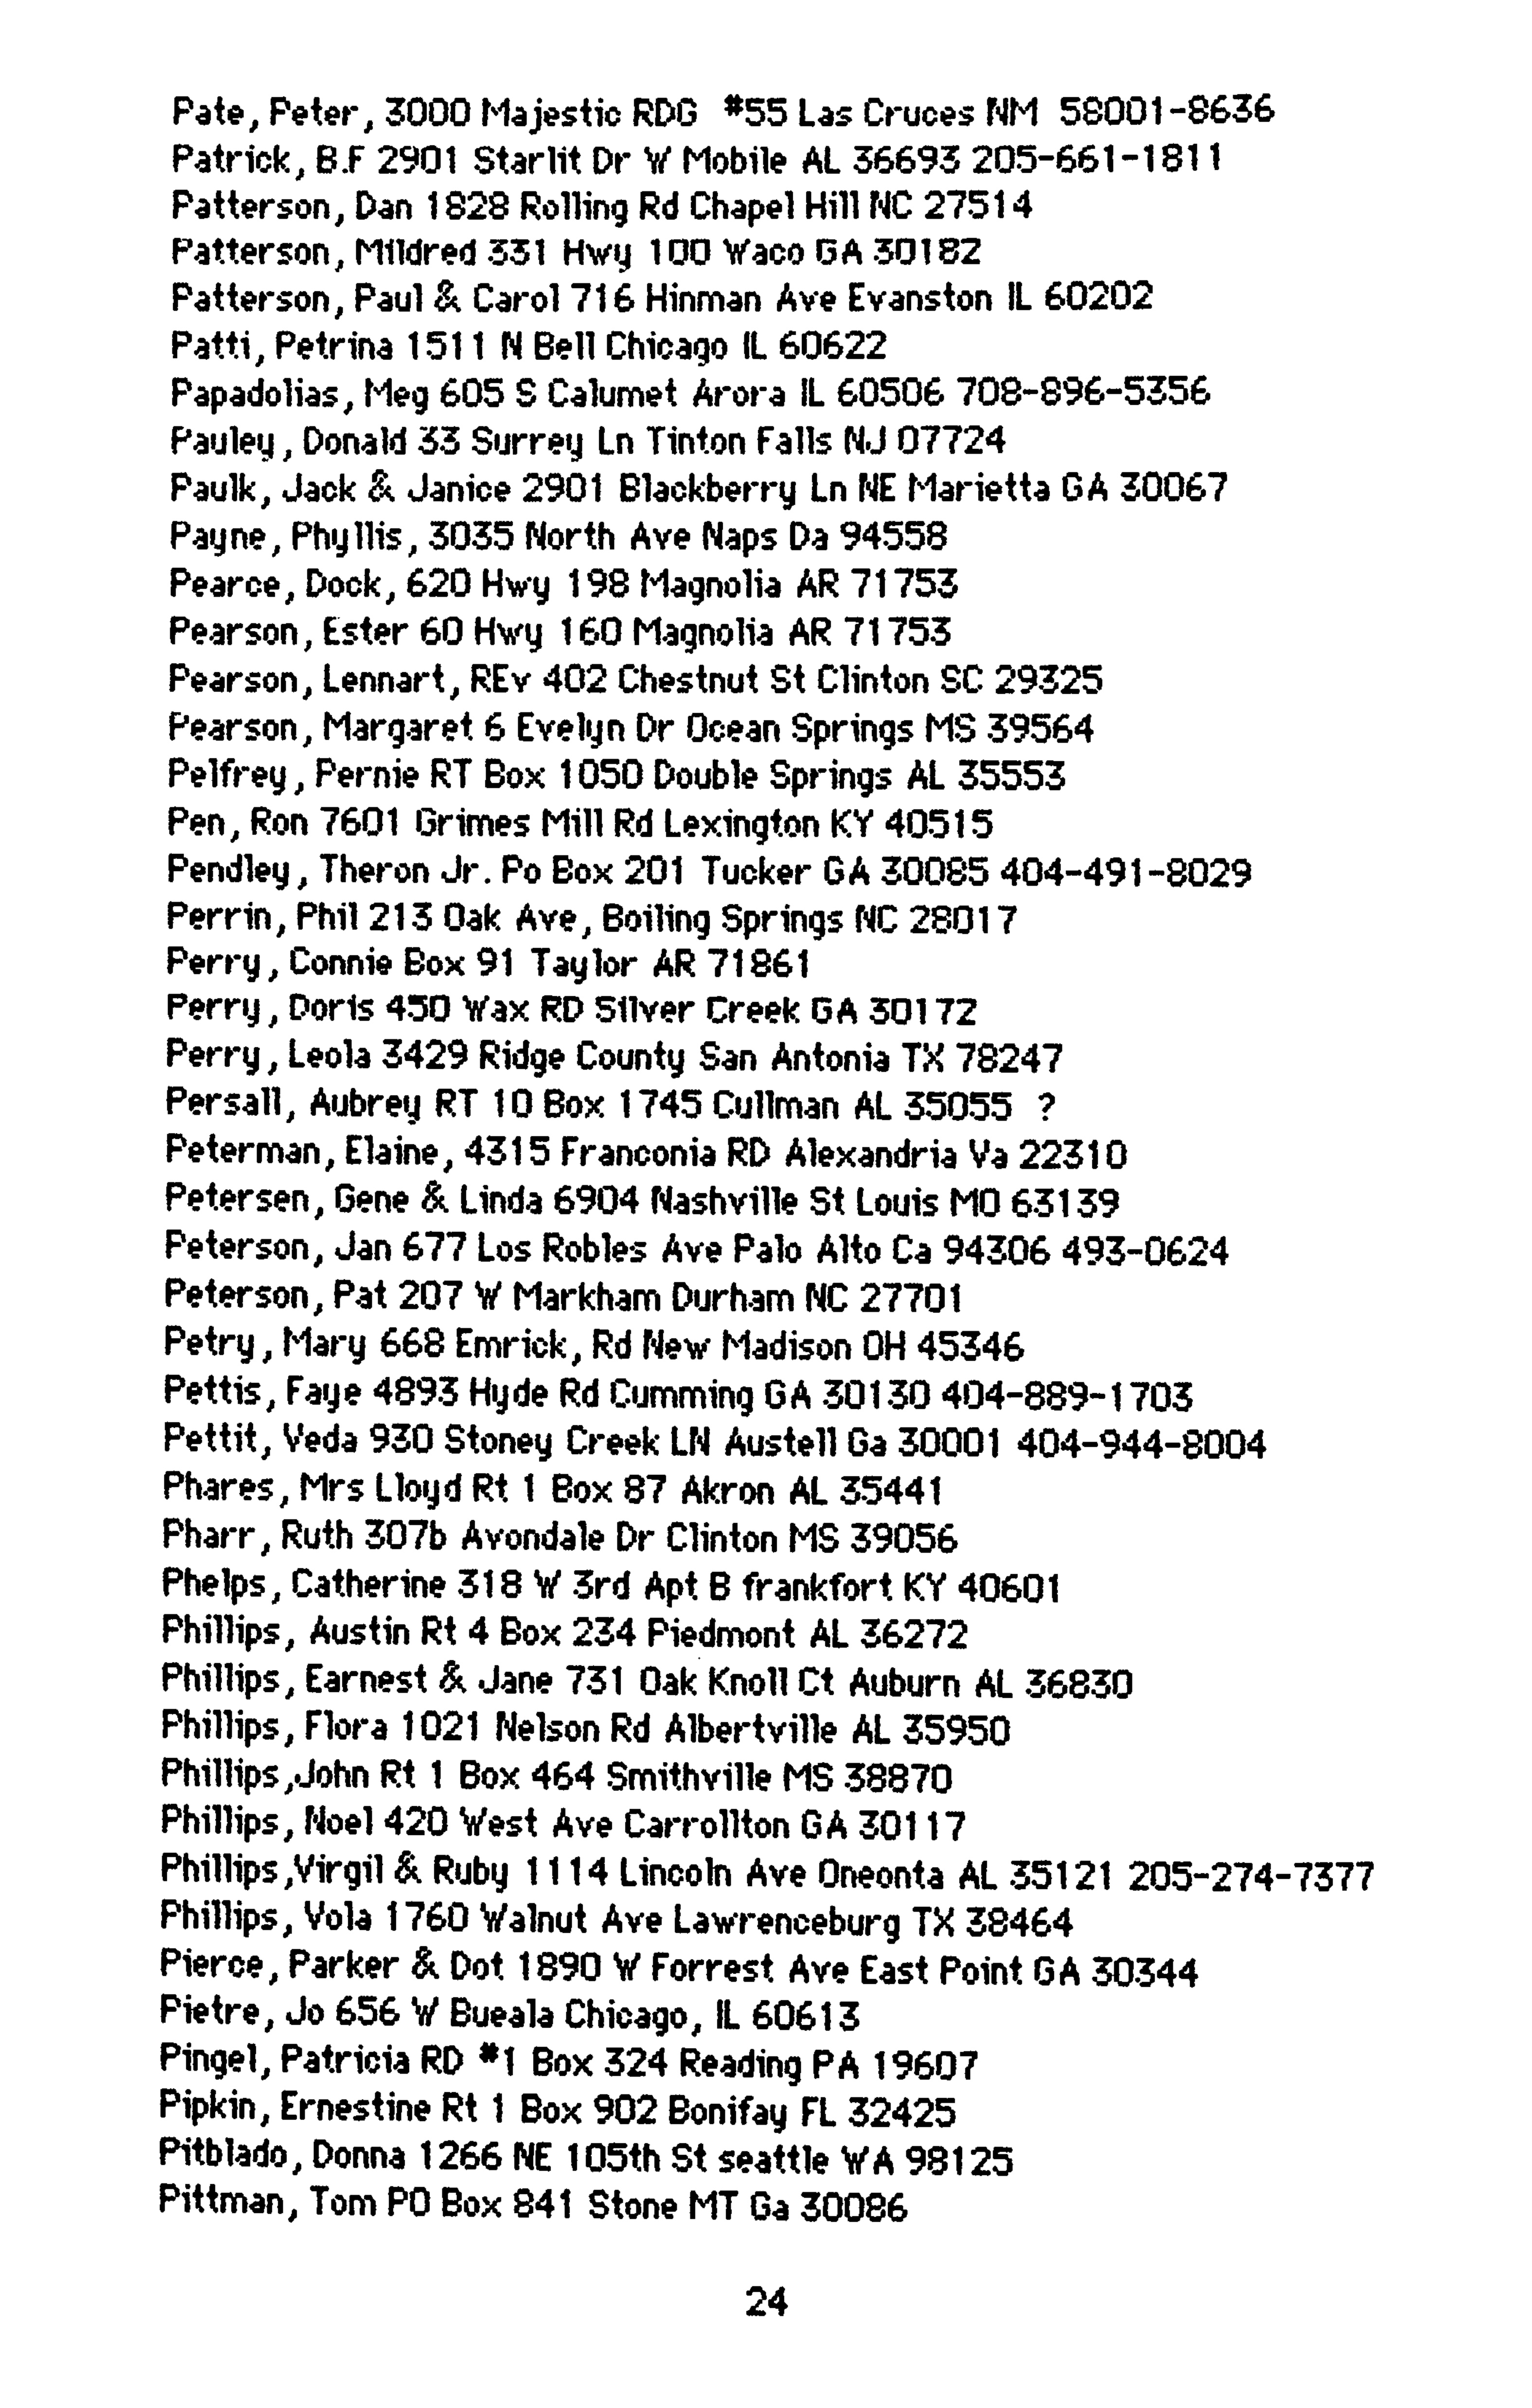 Pate, Peter, 3000 Majestic RDG #55 Las Cruces NM 58001-8636
Patrick, B.F 2901 Starlit Dr W Mobile AL 36693 205-661-1811
Patterson, Dan 1828 Rolling Rd Chapel Hill NC 27514
Patterson, Mildred 331 Hwy 100 Waco GA 30182
Patterson, Paul & Carol 716 Hinman Ave Evanston IL 60202
Patti, Petrina 1511 N Bell Chicago IL 60622
Papadolias, Meg 605 S Calumet Arora IL 60506 708-896-5356
Pauley, Donald 33 Surrey Ln Tinton Falls NJ 07724
Paulk, Jack & Janice 2901 Blackberry Ln NE Marietta GA 30067
Payne, Phyllis, 3035 North Ave Naps Da 94558
Pearce, Dock, 620 Hwy 198 Magnolia AR 71753
Pearson, Ester 60 Hwy 160 Magnolia AR 71753
Pearson, Lennart, REv 402 Chestnut St Clinton SC 29325
Pearson, Margaret 6 Evelyn Dr Ocean Springs MS 39564
Pelfrey, Pernie RT Box 1050 Double Springs AL 35553
Pen, Ron 7601 Grimes Mill Rd Lexington KY 40515
Pendley, Theron Jr. Po Box 201 Tucker GA 30085 404-491-8029
Perrin, Phil 213 Oak Ave, Boiling Springs NC 28017
Perry, Connie Box 91 Taylor AR 71861
Perry, Doris 450 Wax RD Silver Creek GA 30172
Perry, Leola 3429 Ridge County San Antonia TX 78247
Persall, Aubrey RT 10 Box 1745 Cullman AL 35055 ?
Peterman, Elaine, 4315 Franconia RD Alexandria Va 22310
Petersen, Gene & Linda 6904 Nashville St Louis MO 63139
Peterson, Jan 677 Los Robles Ave Palo Alto Ca 94306 493-0624
Peterson, Pat 207 W Markham Durham NC 27701
Petry, Mary 668 Emrick, Rd New Madison OH 45346
Pettis, Faye 4893 Hyde Rd Cumming GA 30130 404-889-1703
Pettit, Veda 930 Stoney Creek LN Austell Ga 30001 404-944-8004
Phares, Mrs Lloyd Rt 1 Box 87 Akron AL 35441
Pharr, Ruth 307b Avondale Dr Clinton MS 39056
Phelps, Catherine 318 W 3rd Apt B frankfort KY 40601
Phillips, Austin Rt 4 Box 234 Piedmont AL 36272
Phillips, Earnest & Jane 731 Oak Knoll Ct Auburn AL 36830
Phillips, Flora 1021 Nelson Rd Albertville AL 35950
Phillips,John Rt 1 Box 464 Smithville MS 38870
Phillips, Noel 420 West Ave Carrollton GA 30117
Phillips,Virgil & Ruby 1114 Lincoln Ave Oneonta AL 35121 205-274-7377
Phillips, Vola 1760 Walnut Ave Lawrenceburg TX 38464
Pierce, Parker & Dot 1890 W Forrest Ave East Point GA 30344
Pietre, Jo 656 W Bueala Chicago, IL 60613
Pingel, Patricia RD #1 Box 324 Reading PA 19607
Pipkin, Ernestine Rt 1 Box 902 Bonifay FL 32425
Pitblado, Donna 1266 NE 105th St seattle WA 98125
Pittman, Tom PO Box 841 Stone MT Ga 30086
24